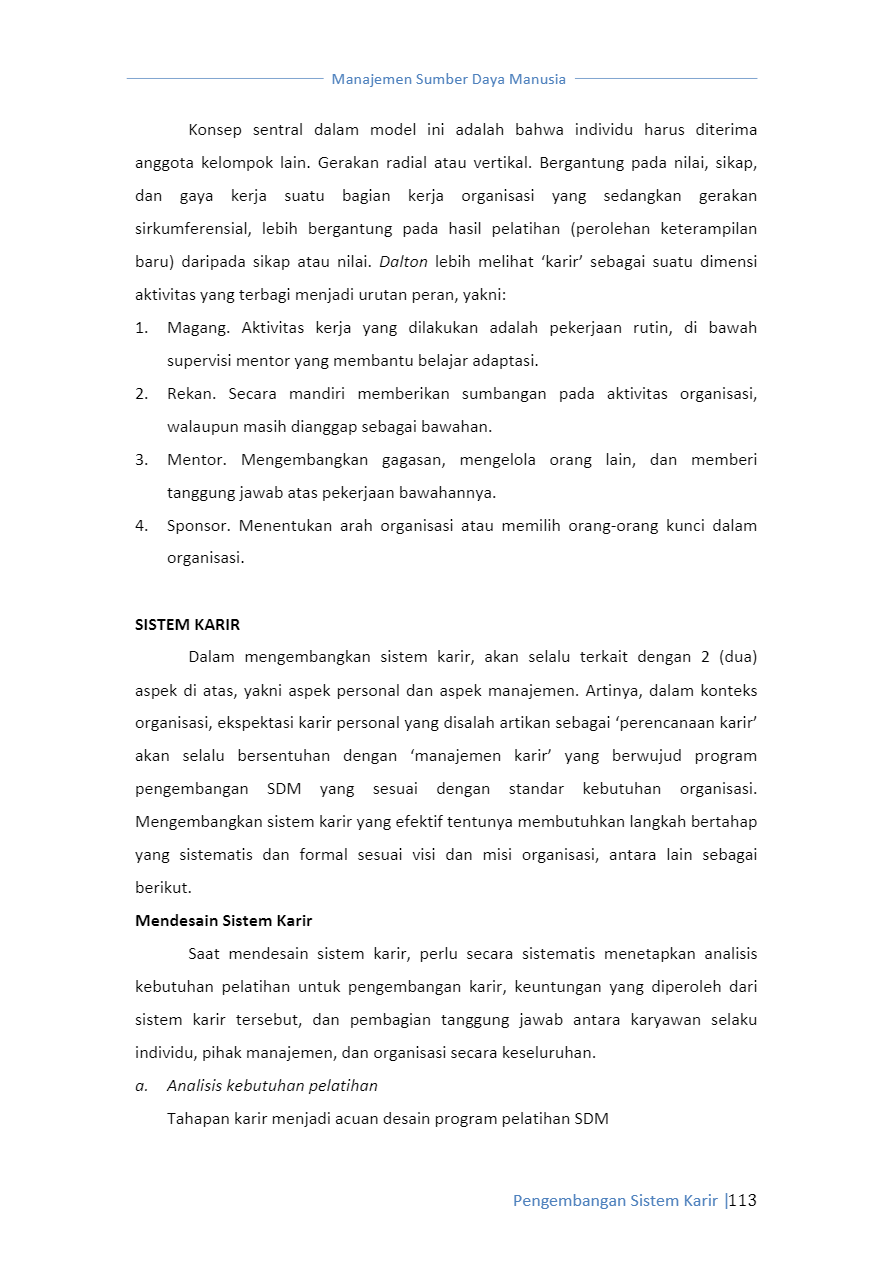 Manajemen Sumber Daya Manusia
Konsep sentral dalam model ini adalah bahwa individu harus diterima
anggota kelompok lain. Gerakan radial atau vertikal. Bergantung pada nilai, sikap,
dan gaya kerja suatu bagian kerja organisasi yang sedangkan gerakan
sirkumferensial, lebih bergantung pada hasil pelatihan (perolehan keterampilan
baru) daripada sikap atau nilai. Dalton lebih melihat ‘karir’ sebagai suatu dimensi
aktivitas yang terbagi menjadi urutan peran, yakni:
1. Magang. Aktivitas kerja yang dilakukan adalah pekerjaan rutin, di bawah
supervisi mentor yang membantu belajar adaptasi.
2. Rekan. Secara mandiri memberikan sumbangan pada aktivitas organisasi,
walaupun masih dianggap sebagai bawahan.
3. Mentor. Mengembangkan gagasan, mengelola orang lain, dan memberi
tanggung jawab atas pekerjaan bawahannya.
4. Sponsor. Menentukan arah organisasi atau memilih orang-orang kunci dalam
organisasi.
SISTEM KARIR
Dalam mengembangkan sistem karir, akan selalu terkait dengan 2 (dua)
aspek di atas, yakni aspek personal dan aspek manajemen. Artinya, dalam konteks
organisasi, ekspektasi karir personal yang disalah artikan sebagai ‘perencanaan karir’
akan selalu bersentuhan dengan ‘manajemen karir’ yang berwujud program
pengembangan SDM yang sesuai dengan standar kebutuhan organisasi.
Mengembangkan sistem karir yang efektif tentunya membutuhkan langkah bertahap
yang sistematis dan formal sesuai visi dan misi organisasi, antara lain sebagai
berikut.
Mendesain Sistem Karir
Saat mendesain sistem karir, perlu secara sistematis menetapkan analisis
kebutuhan pelatihan untuk pengembangan karir, keuntungan yang diperoleh dari
sistem karir tersebut, dan pembagian tanggung jawab antara karyawan selaku
individu, pihak manajemen, dan organisasi secara keseluruhan.
a. Analisis kebutuhan pelatihan
Tahapan karir menjadi acuan desain program pelatihan SDM
Pengembangan Sistem Karir |113